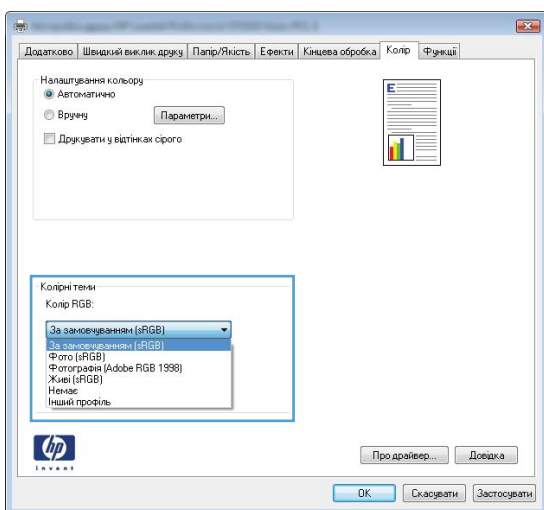 Додатково Швидкий виклик друку Папір/Якість Ефекти Кінцева обробка Колір Функції
Налаштування кольору
Автоматично
Вручну Параметри...
Друкувати у відтінках сірого
E
Колірні теми
Колір RGB:
За замовчуванням (sRGB)
За замовчуванням (sRGB)
Фото (sRGB)
Фотографія (Adobe RGB 1998)
Живі (sRGB)
Немає
Інший профіль
hp
invent
Про драйвер... Довідка
OK Скасувати Застосувати